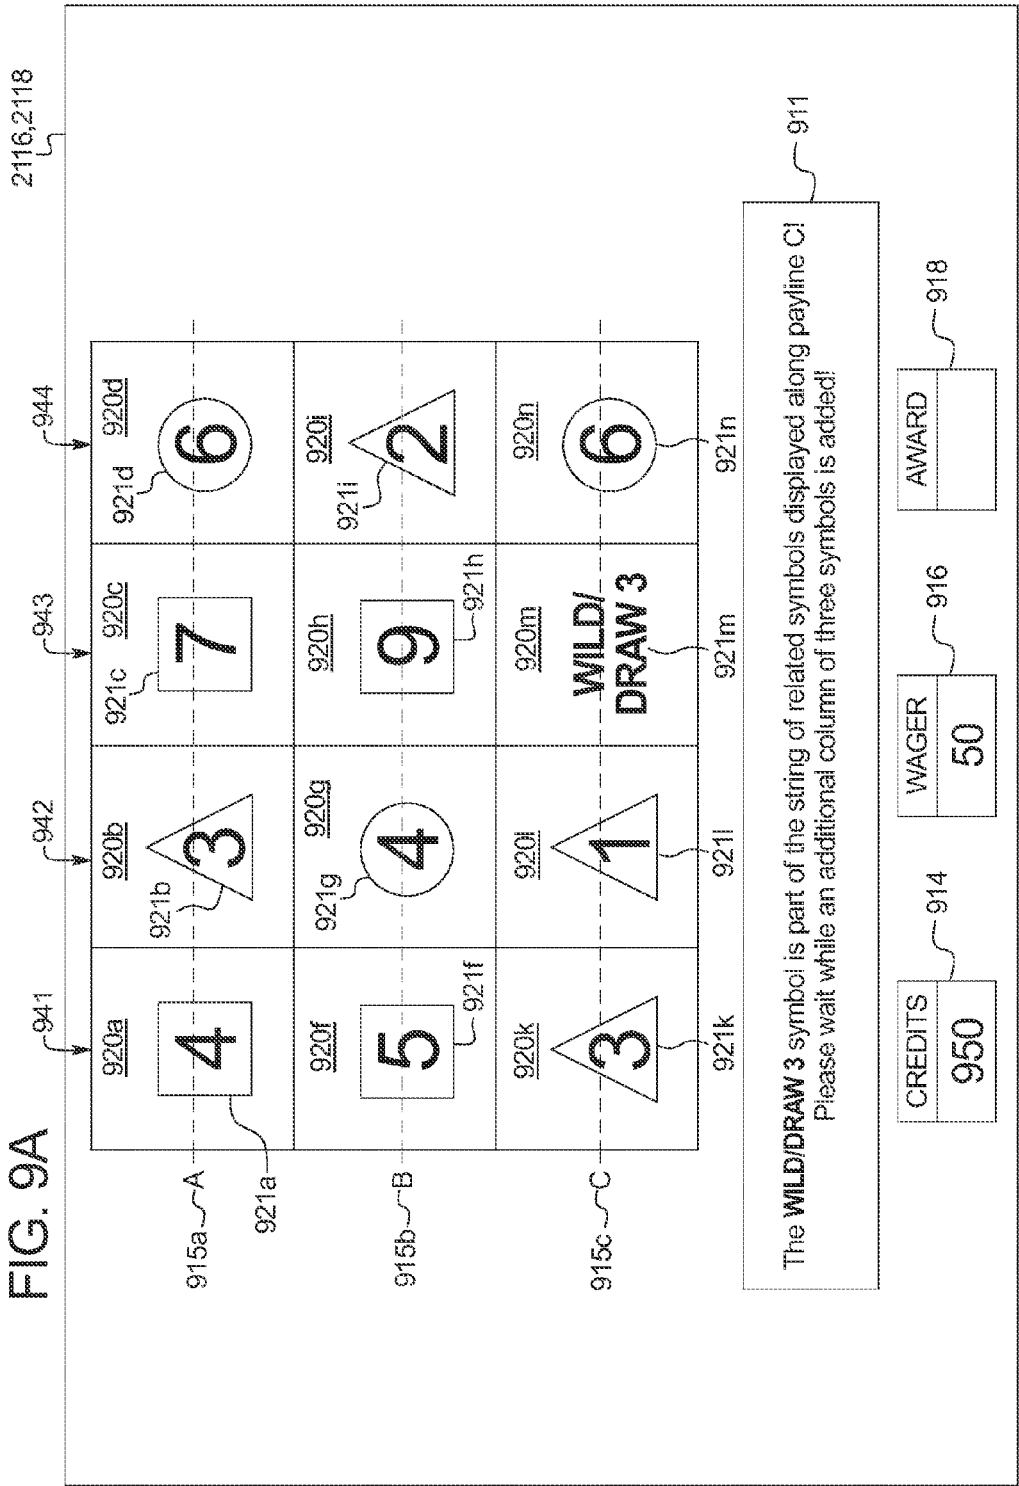 FIG. 9A
2116,2118
941 942 943 944
920a 920b 920c 920d
4 3 7 6
921a 921b 921c 921d
915a A
920f 920g 920h 920i
5 4 9 2
921f 921g 921h 921i
915b B
920k 920l 920m 920n
3 1 WILD/ 6
DRAW 3
915c C
921k 921l 921m 921n
The WILD/DRAW 3 symbol is part of the string of related symbols displayed along payline C!
Please wait while an additional column of three symbols is added!
911
CREDITS 914
950
WAGER 916
50
AWARD 918